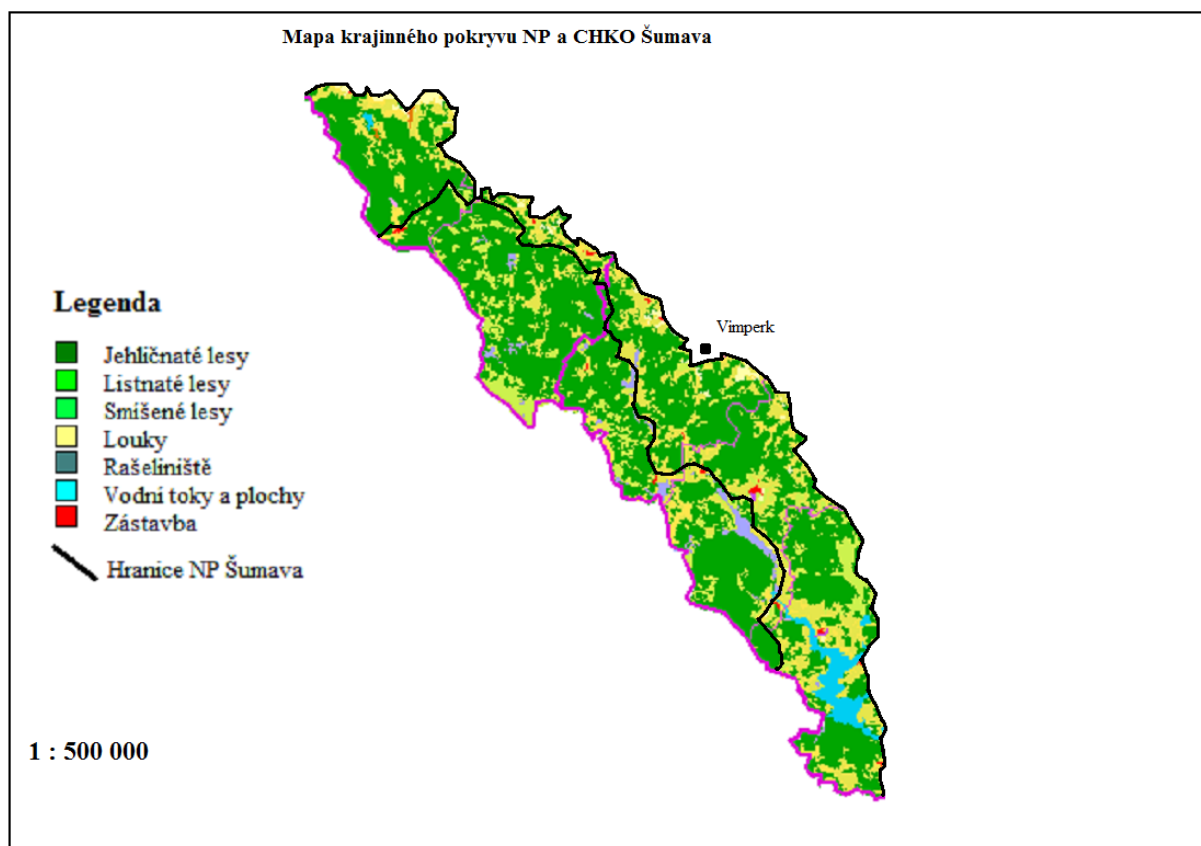 Mapa krajinného pokryvu NP a CHKO Šumava
Vimperk
Legenda
Jehličnaté lesy
Listnaté lesy
Smíšené lesy
Louky
Rašeliniště
Vodní toky a plochy
Zástavba
Hranice NP Šumava
1 : 500 000